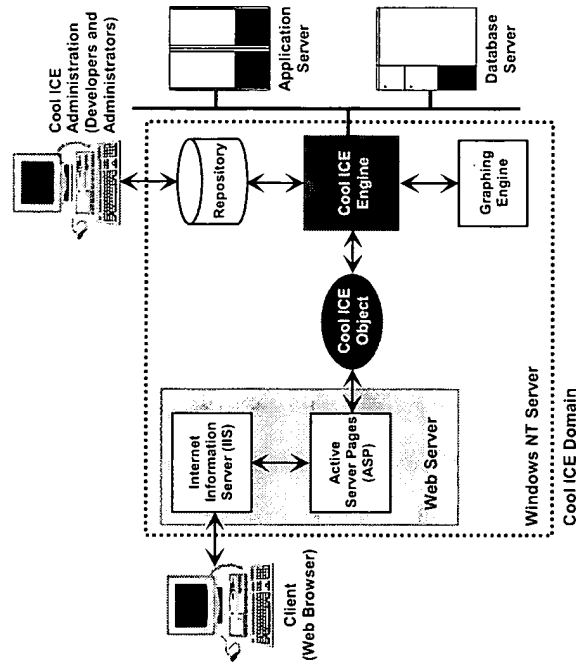 Cool ICE
Administration
(Developers and
Administrators)
Application
Server
Database
Server
Repository
Cool ICE
Engine
Graphing
Engine
Cool ICE
Object
Internet
Information
Server (IIS)
Active
Server Pages
(ASP)
Web Server
Windows NT Server
Cool ICE Domain
Client
(Web Browser)